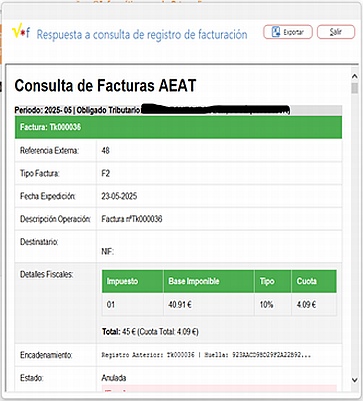 V*f Respuesta a consulta de registro de facturación Exportar Salir
Consulta de Facturas AEAT
Periodo: 2025- 05 | Obligado Tributario
Factura: Tk000036
Referencia Externa: 48
Tipo Factura: F2
Fecha Expedición: 23-05-2025
Descripción Operación: Factura nºTk000036
Destinatario:
NIF:
Detalles Fiscales:
Impuesto Base Imponible Tipo Cuota
01 40.91 € 10% 4.09 €
Total: 45 € (Cuota Total: 4.09 €)
Encadenamiento: Registro Anterior: Tk000036 | Huella:
Estado: Anulada